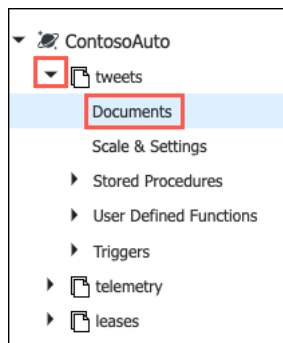 ContosoAuto
tweets
Documents
Scale & Settings
Stored Procedures
User Defined Functions
Triggers
telemetry
leases